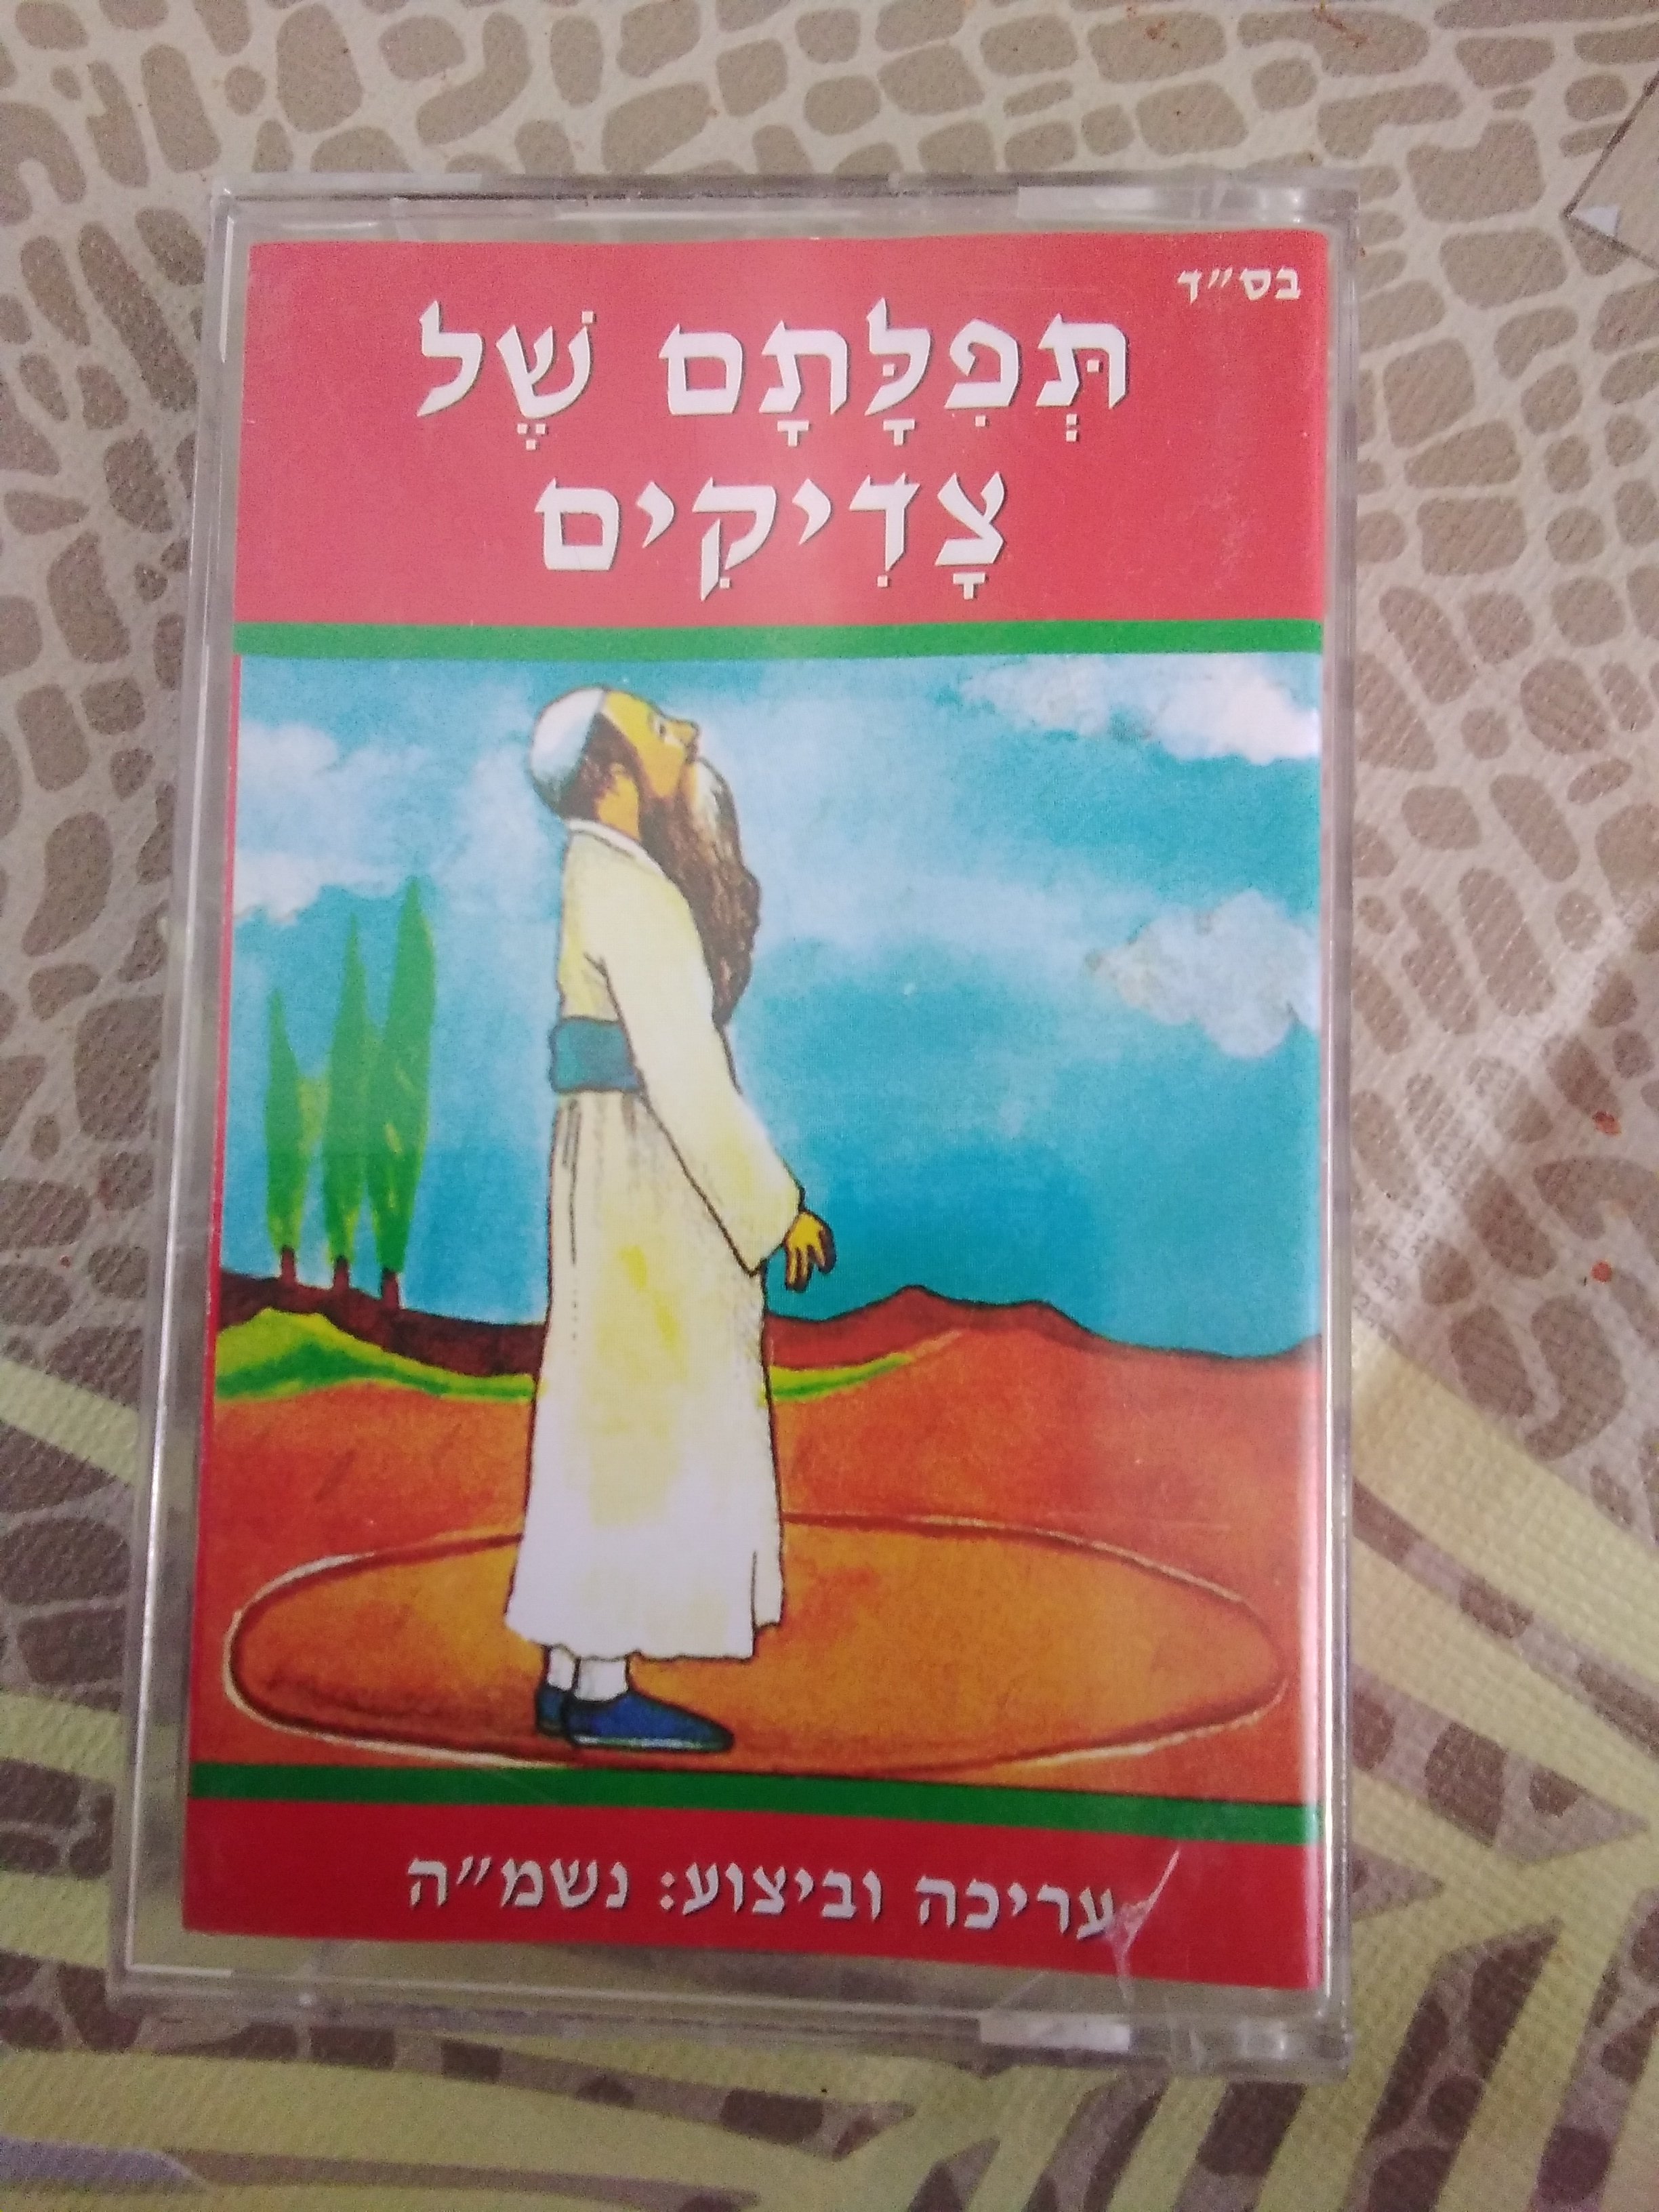 בס״ד
תְּפִלָּתָם שֶׁל
צַדִּיקִים
עריכה וביצוע: נשמ״ה